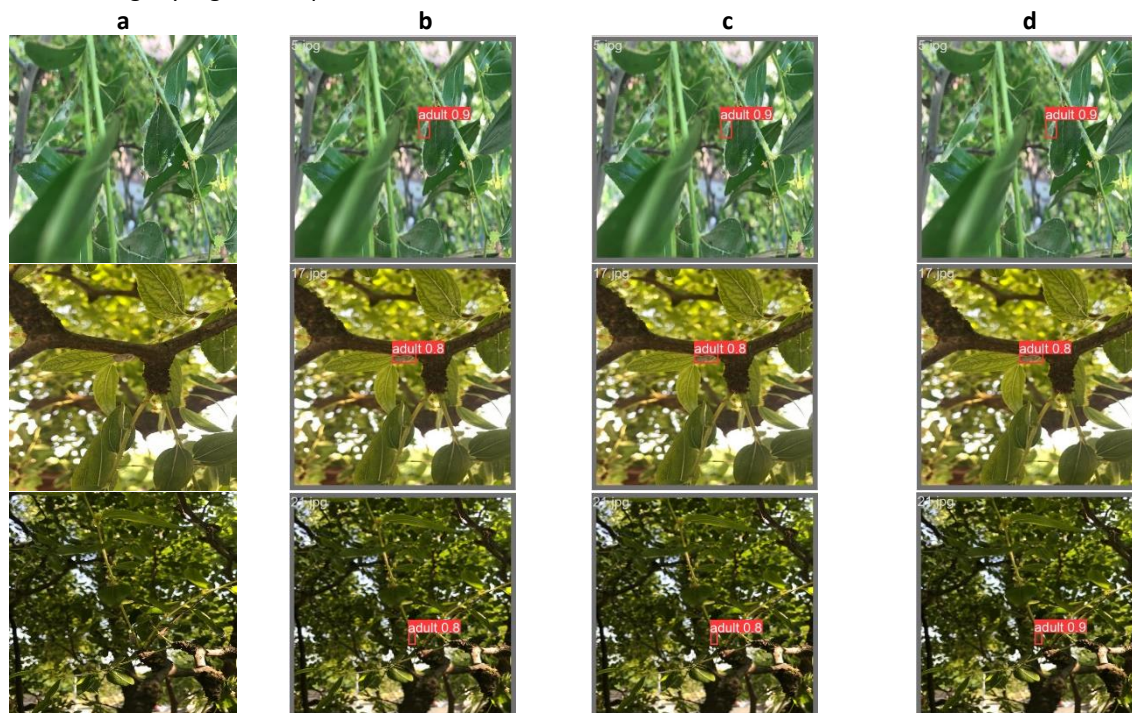 a b c d
5.jpg 5.jpg 5.jpg
adult 0.9 adult 0.9 adult 0.9
17.jpg 17.jpg 17.jpg
adult 0.8 adult 0.8 adult 0.8
21.jpg 21.jpg 21.jpg
adult 0.8 adult 0.8 adult 0.9